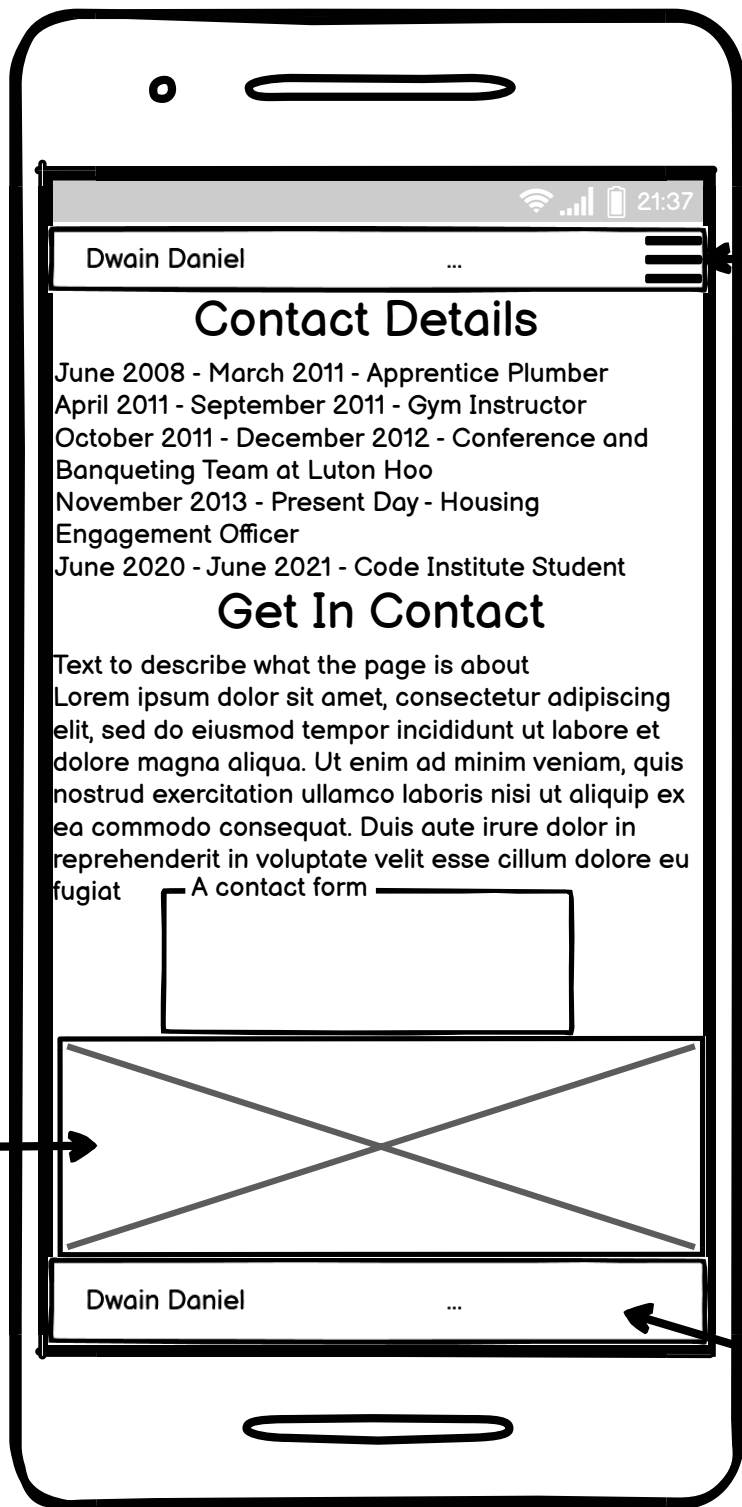 21:37
Dwain Daniel ...
Contact Details
June 2008 - March 2011 - Apprentice Plumber
April 2011 - September 2011 - Gym Instructor
October 2011 - December 2012 - Conference and
Banqueting Team at Luton Hoo
November 2013 - Present Day - Housing
Engagement Officer
June 2020 - June 2021 - Code Institute Student
Get In Contact
Text to describe what the page is about
Lorem ipsum dolor sit amet, consectetur adipiscing
elit, sed do eiusmod tempor incididunt ut labore et
dolore magna aliqua. Ut enim ad minim veniam, quis
nostrud exercitation ullamco laboris nisi ut aliquip ex
ea commodo consequat. Duis aute irure dolor in
reprehenderit in voluptate velit esse cillum dolore eu
fugiat
A contact form
Dwain Daniel ...